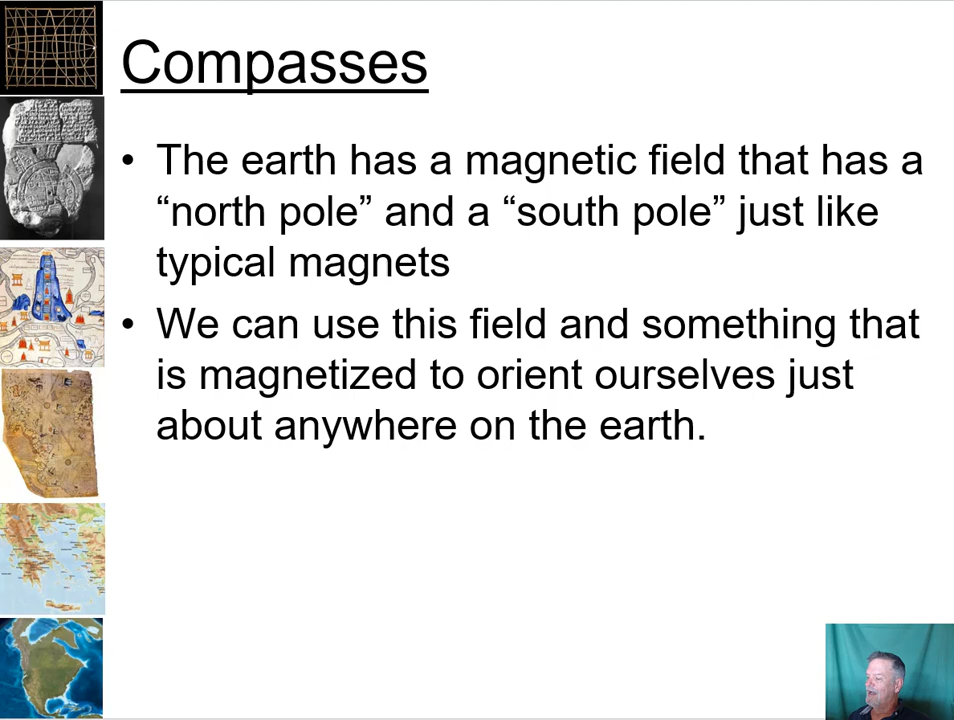 Compasses
• The earth has a magnetic field that has a
“north pole” and a “south pole” just like
typical magnets
• We can use this field and something that
is magnetized to orient ourselves just
about anywhere on the earth.